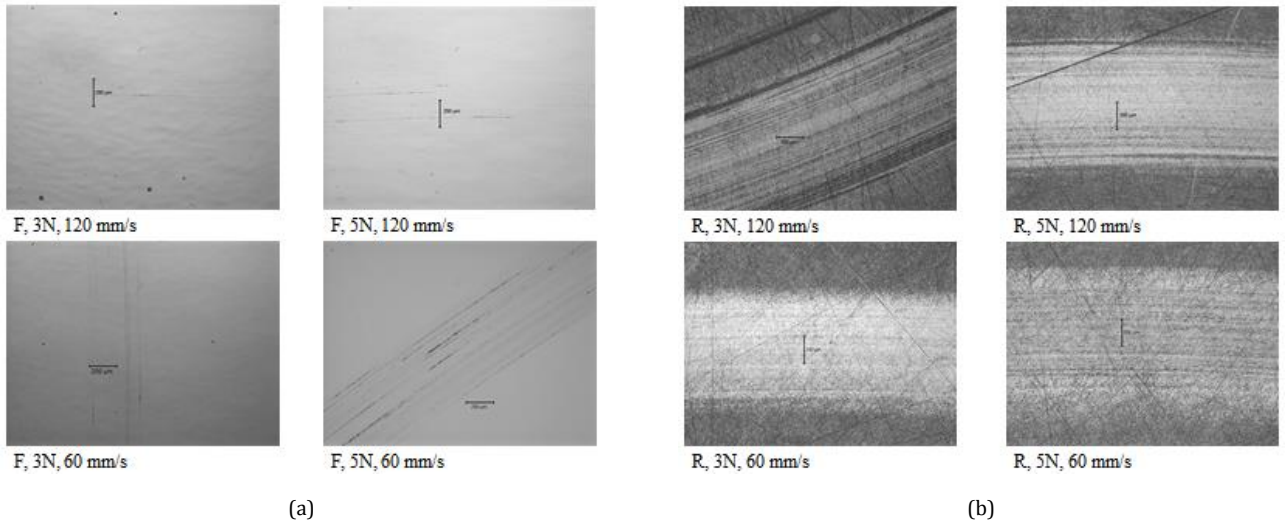 F, 3N, 120 mm/s
F, 5N, 120 mm/s
R, 3N, 120 mm/s
R, 5N, 120 mm/s
F, 3N, 60 mm/s
F, 5N, 60 mm/s
R, 3N, 60 mm/s
R, 5N, 60 mm/s
(a)
(b)